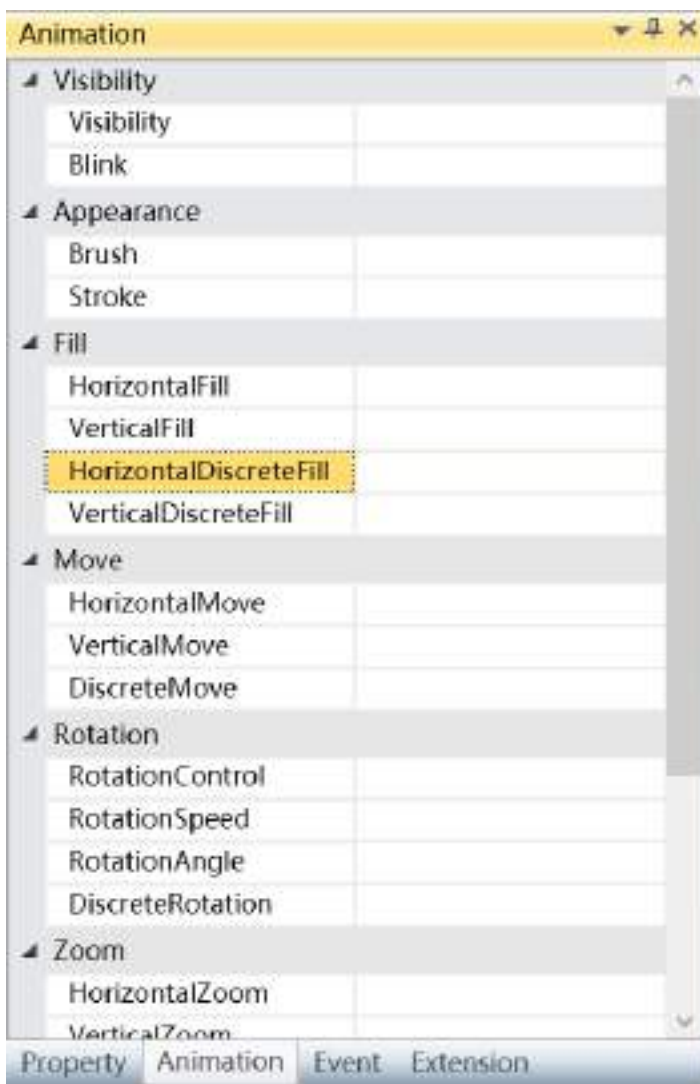 Animation
Visibility
Visibility
Blink
Appearance
Brush
Stroke
Fill
HorizontalFill
VerticalFill
HorizontalDiscreteFill
VerticalDiscreteFill
Move
HorizontalMove
VerticalMove
DiscreteMove
Rotation
RotationControl
RotationSpeed
RotationAngle
DiscreteRotation
Zoom
HorizontalZoom
VerticalZoom
Property Animation Event Extension